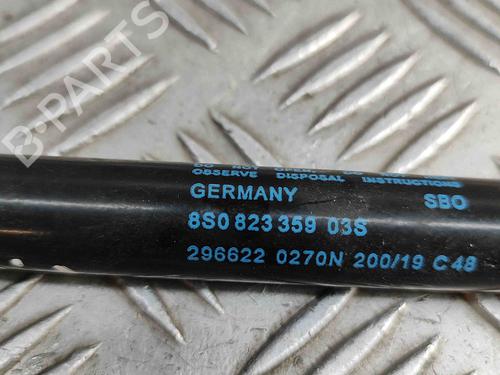 B-PARTS
OBSERVE DISPOSAL INSTRUCTIONS
GERMANY SBO
8S0 823 359 03S
296622 0270N 200/19 C48